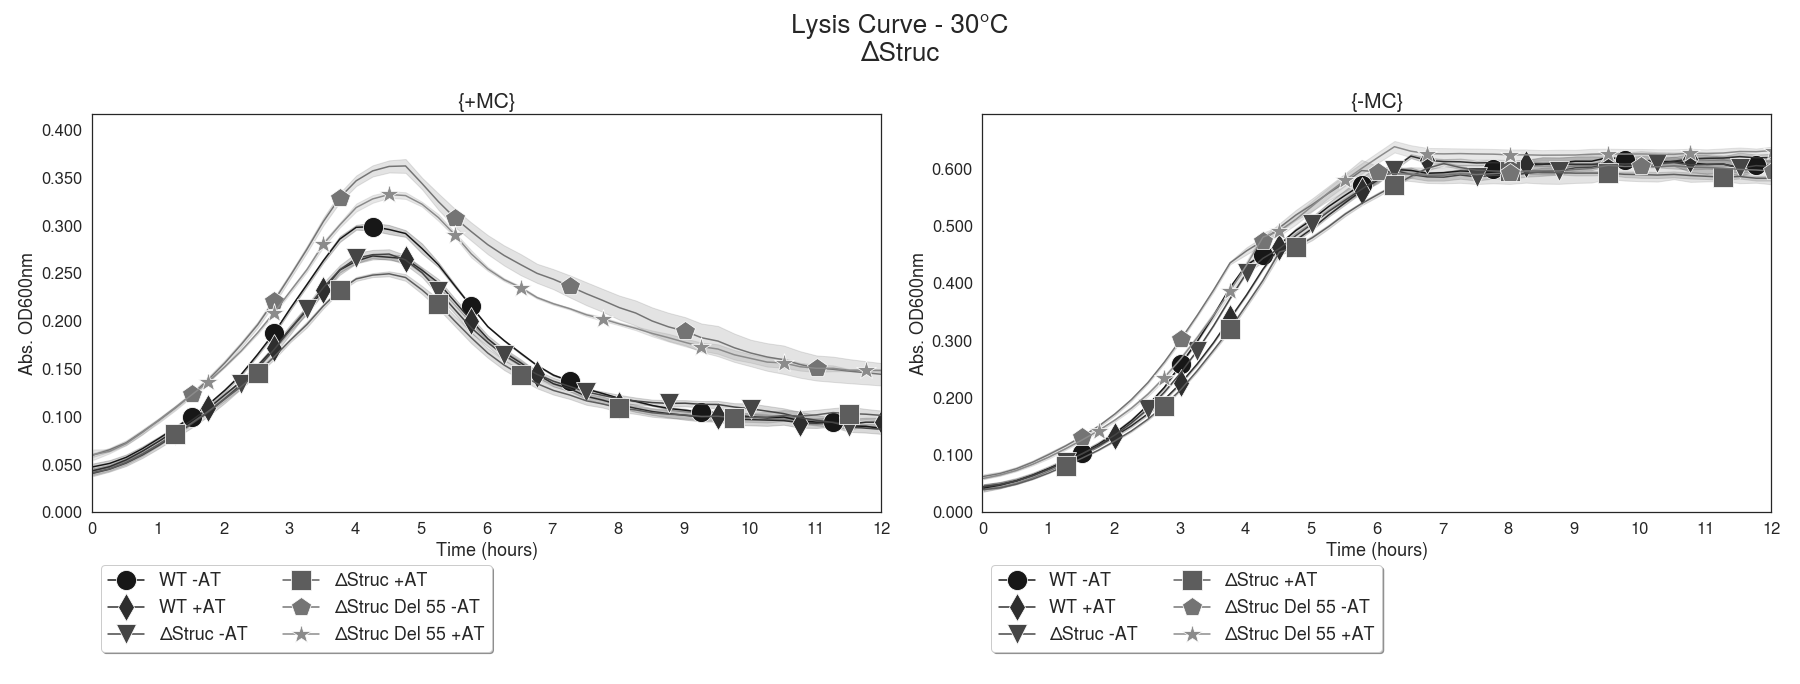 Lysis Curve - 30°C
ΔStruc
{+MC}
0.400
0.350
0.300
0.250
0.200
0.150
0.100
0.050
0.000
Abs. OD600nm
0 1 2 3 4 5 6 7 8 9 10 11 12
Time (hours)
WT -AT
WT +AT
ΔStruc -AT
ΔStruc +AT
ΔStruc Del 55 -AT
ΔStruc Del 55 +AT
{-MC}
0.600
0.500
0.400
0.300
0.200
0.100
0.000
Abs. OD600nm
0 1 2 3 4 5 6 7 8 9 10 11 12
Time (hours)
WT -AT
WT +AT
ΔStruc -AT
ΔStruc +AT
ΔStruc Del 55 -AT
ΔStruc Del 55 +AT